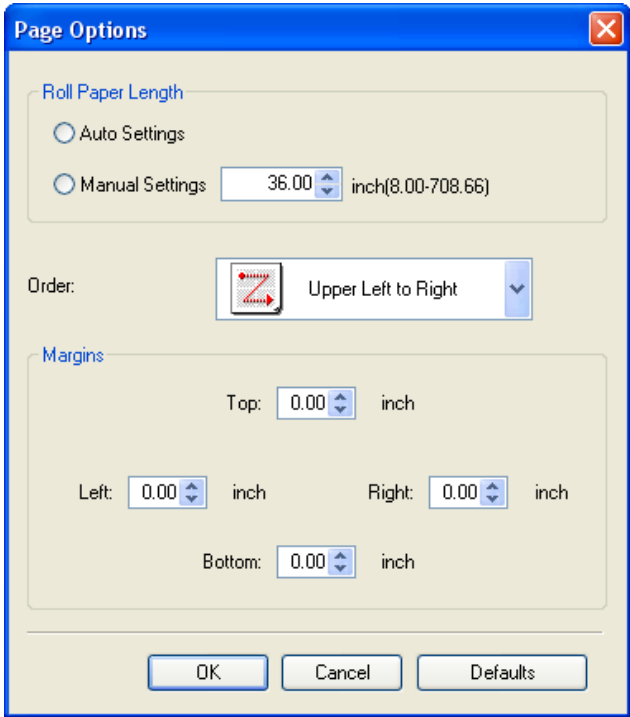 Page Options
Roll Paper Length
Auto Settings
Manual Settings 36.00 inch(8.00-708.66)
Order: Upper Left to Right
Margins
Top: 0.00 inch
Left: 0.00 inch Right: 0.00 inch
Bottom: 0.00 inch
OK Cancel Defaults